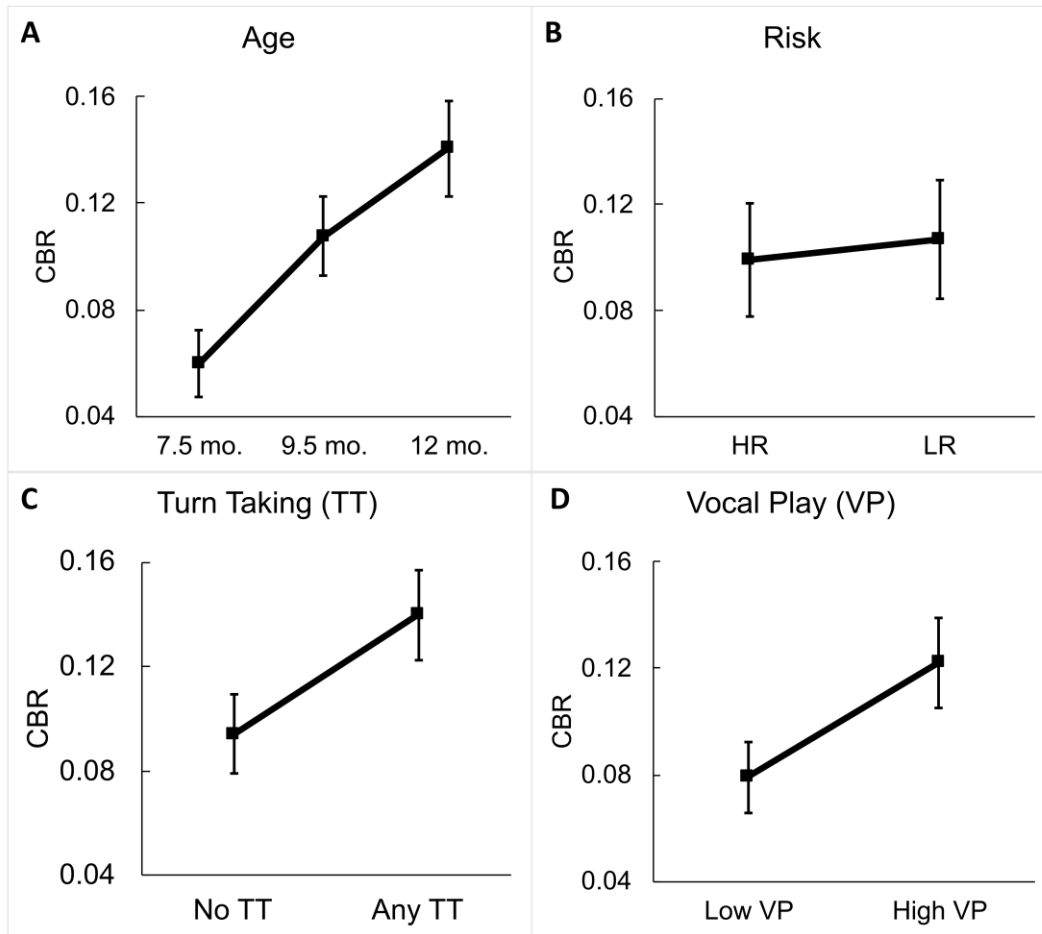 A
Age
0.16
0.12
0.08
0.04
CBR
7.5 mo. 9.5 mo. 12 mo.
B
Risk
0.16
0.12
0.08
0.04
CBR
HR LR
C
Turn Taking (TT)
0.16
0.12
0.08
0.04
CBR
No TT Any TT
D
Vocal Play (VP)
0.16
0.12
0.08
0.04
CBR
Low VP High VP